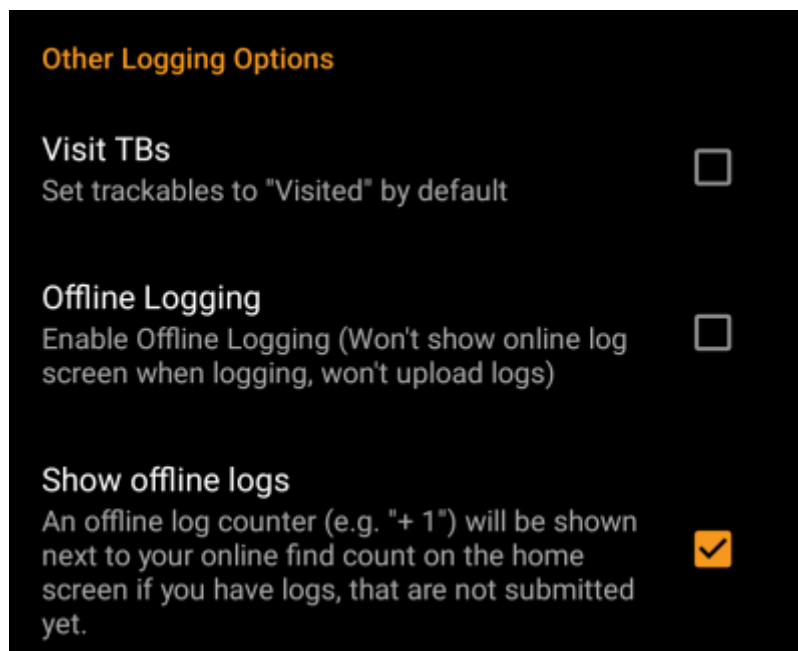 Other Logging Options
Visit TBs
Set trackables to "Visited" by default
Offline Logging
Enable Offline Logging (Won't show online log
screen when logging, won't upload logs)
Show offline logs
An offline log counter (e.g. "+ 1") will be shown
next to your online find count on the home
screen if you have logs, that are not submitted
yet.